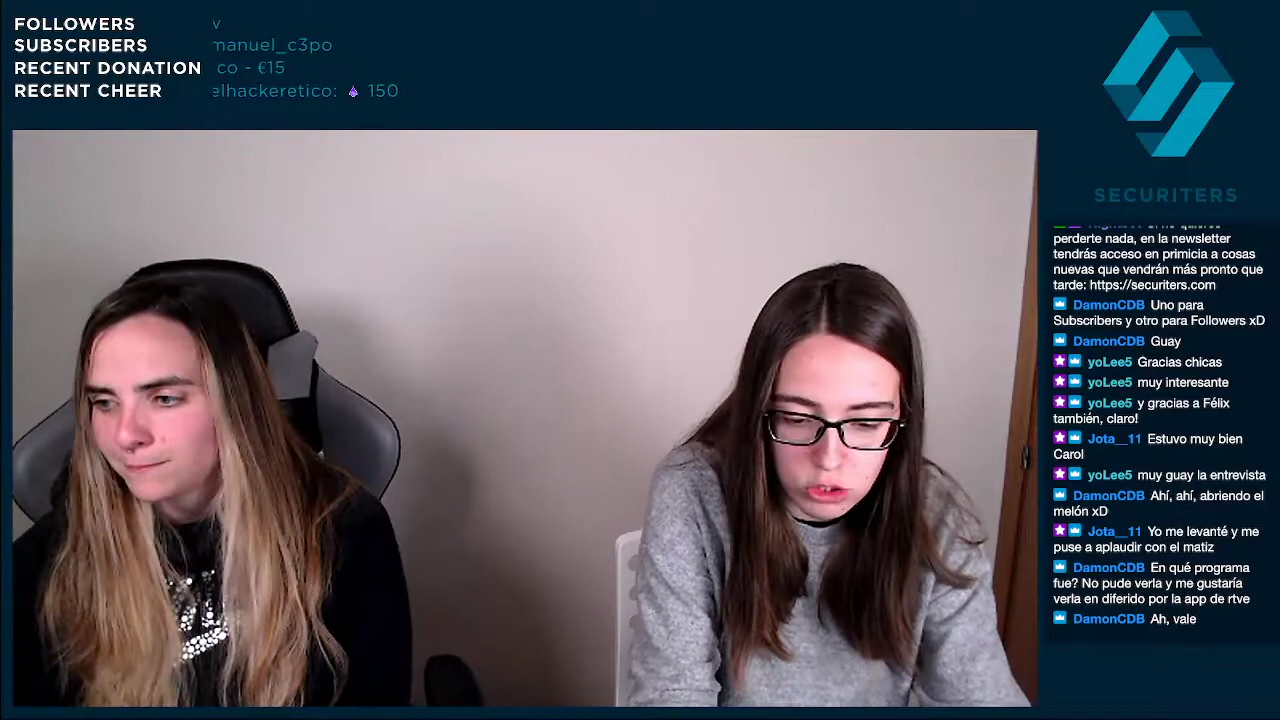 FOLLOWERS v
SUBSCRIBERS manuel_c3po
RECENT DONATION co - €15
RECENT CHEER elhackeretico: 150
SECURITERS
perderte nada, en la newsletter
tendrás acceso en primicia a cosas
nuevas que vendrán más pronto que
tarde: https://securiters.com
DamonCDB Uno para
Subscribers y otro para Followers xD
DamonCDB Guay
yoLee5 Gracias chicas
yoLee5 muy interesante
yoLee5 y gracias a Félix
también, claro!
Jota__11 Estuvo muy bien
Carol
yoLee5 muy guay la entrevista
DamonCDB Ahí, ahí, abriendo el
melón xD
Jota__11 Yo me levanté y me
puse a aplaudir con el matiz
DamonCDB En qué programa
fue? No pude verla y me gustaría
verla en diferido por la app de rtve
DamonCDB Ah, vale